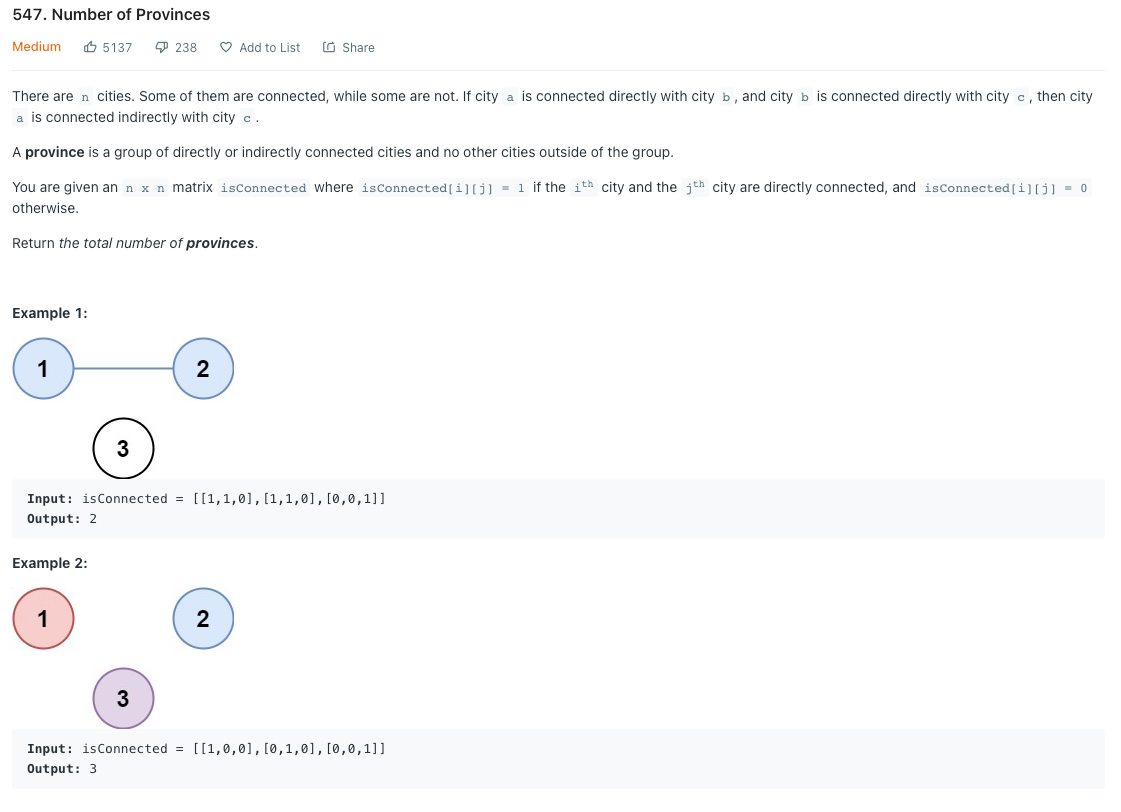 547. Number of Provinces
Medium 5137 238 Add to List Share
There are n cities. Some of them are connected, while some are not. If city a is connected directly with city b, and city b is connected directly with city c, then city
a is connected indirectly with city c.
A province is a group of directly or indirectly connected cities and no other cities outside of the group.
You are given an n x n matrix isConnected where isConnected[i][j] = 1 if the ith city and the jth city are directly connected, and isConnected[i][j] = 0
otherwise.
Return the total number of provinces.
Example 1:
1 2
3
Input: isConnected = [[1,1,0],[1,1,0],[0,0,1]]
Output: 2
Example 2:
1 2
3
Input: isConnected = [[1,0,0],[0,1,0],[0,0,1]]
Output: 3